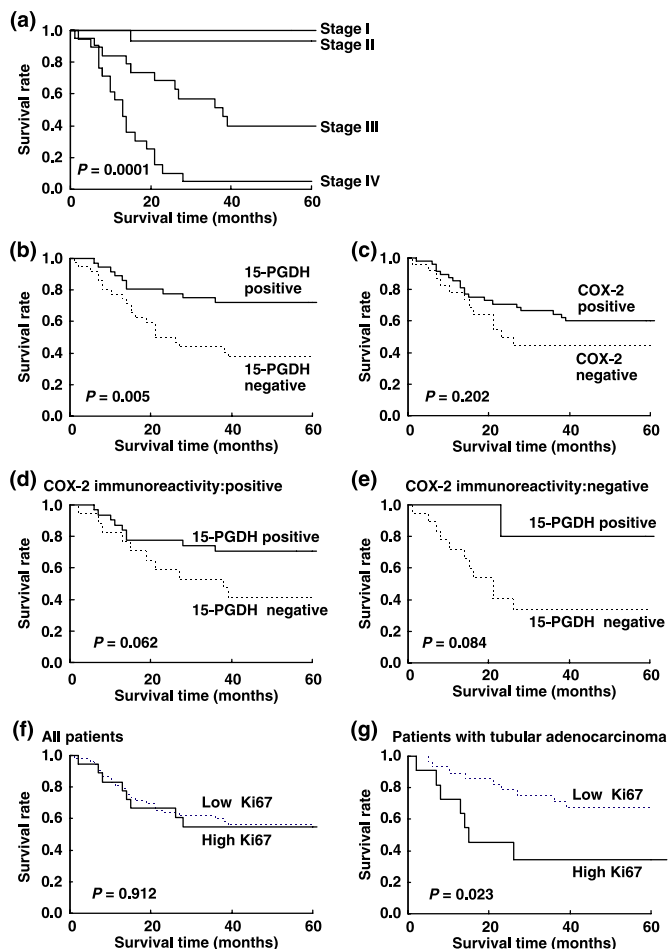 (a)
1.0
0.8
0.6
0.4
0.2
0.0
Survival rate
Stage I
Stage II
Stage III
Stage IV
P = 0.0001
0 20 40 60
Survival time (months)
(b)
1.0
0.8
0.6
0.4
0.2
0.0
Survival rate
15-PGDH
positive
15-PGDH
negative
P = 0.005
0 20 40 60
Survival time (months)
(c)
1.0
0.8
0.6
0.4
0.2
0.0
Survival rate
COX-2
positive
COX-2
negative
P = 0.202
0 20 40 60
Survival time (months)
(d) COX-2 immunoreactivity:positive
1.0
0.8
0.6
0.4
0.2
0.0
Survival rate
15-PGDH positive
15-PGDH negative
P = 0.062
0 20 40 60
Survival time (months)
(e) COX-2 immunoreactivity:negative
1.0
0.8
0.6
0.4
0.2
0.0
Survival rate
15-PGDH positive
15-PGDH negative
P = 0.084
0 20 40 60
Survival time (months)
(f) All patients
1.0
0.8
0.6
0.4
0.2
0.0
Survival rate
Low Ki67
High Ki67
P = 0.912
0 20 40 60
Survival time (months)
(g) Patients with tubular adenocarcinoma
1.0
0.8
0.6
0.4
0.2
0.0
Survival rate
Low Ki67
High Ki67
P = 0.023
0 20 40 60
Survival time (months)